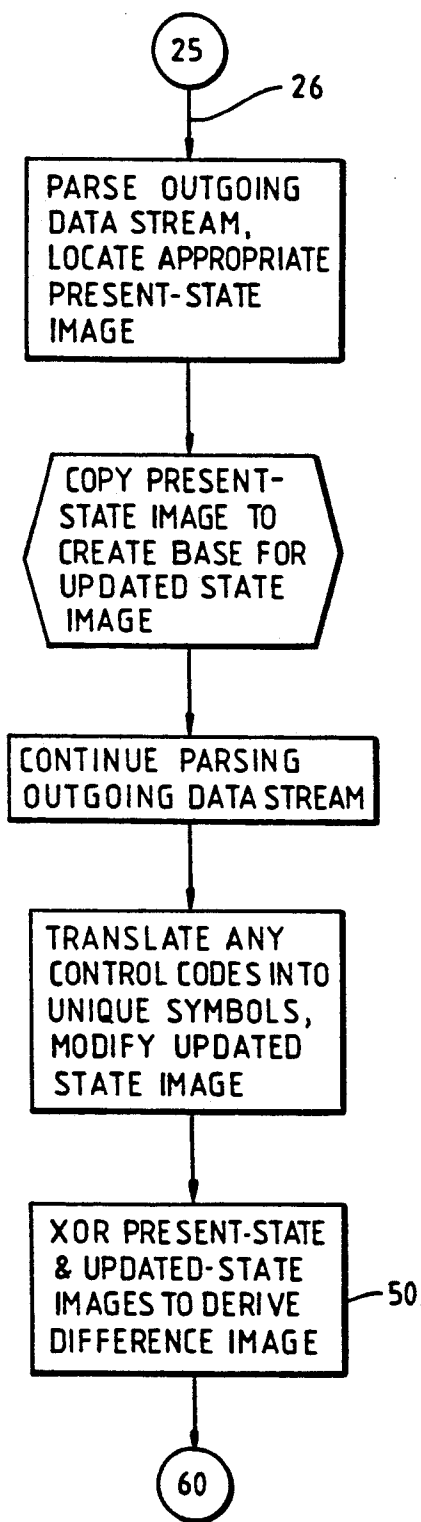 25
26
PARSE OUTGOING
DATA STREAM,
LOCATE APPROPRIATE
PRESENT-STATE
IMAGE
COPY PRESENT-
STATE IMAGE TO
CREATE BASE FOR
UPDATED STATE
IMAGE
CONTINUE PARSING
OUTGOING DATA STREAM
TRANSLATE ANY
CONTROL CODES INTO
UNIQUE SYMBOLS,
MODIFY UPDATED
STATE IMAGE
XOR PRESENT-STATE
& UPDATED-STATE
IMAGES TO DERIVE
DIFFERENCE IMAGE
50
60